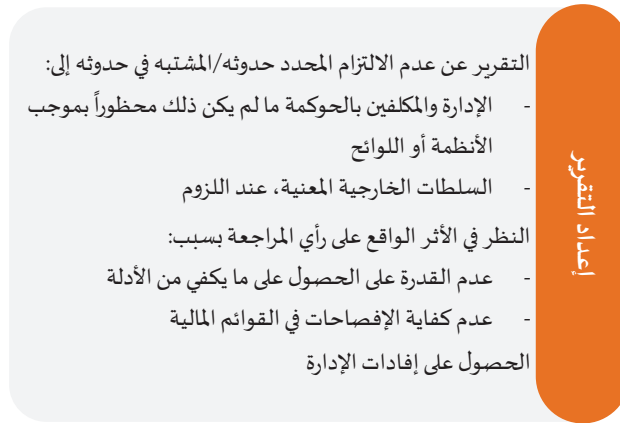 إعداد التقرير
التقرير عن عدم الالتزام المحدد حدوثه/المشتبه في حدوثه إلى:
- الإدارة والمكلفين بالحوكمة ما لم يكن ذلك محظوراً بموجب
الأنظمة أو اللوائح
- السلطات الخارجية المعنية، عند اللزوم
النظر في الأثر الواقع على رأي المراجعة بسبب:
- عدم القدرة على الحصول على ما يكفي من الأدلة
- عدم كفاية الإفصاحات في القوائم المالية
الحصول على إفادات الإدارة